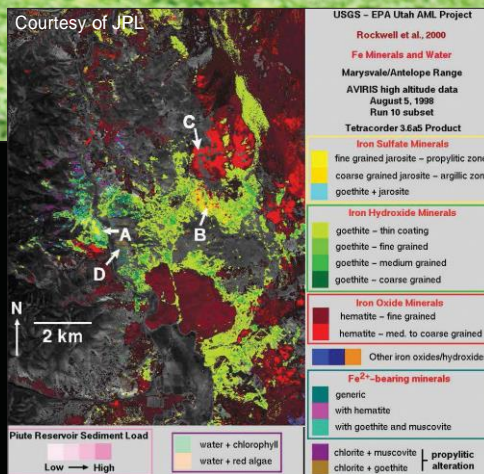 Courtesy of JPL
C
A
B
D
N
2 km
USGS – EPA Utah AML Project
Rockwell et al., 2000
Fe Minerals and Water
Marysvale/Antelope Range
AVIRIS high altitude data
August 5, 1998
Run 10 subset
Tetracorder 3.6a5 Product
Iron Sulfate Minerals
fine grained jarosite – propylitic zone
coarse grained jarosite – argillic zone
goethite + jarosite
Iron Hydroxide Minerals
goethite – thin coating
goethite – fine grained
goethite – medium grained
goethite – coarse grained
Iron Oxide Minerals
hematite – fine grained
hematite – med. to coarse grained
Other iron oxides/hydroxides
Fe²⁺–bearing minerals
generic
with hematite
with goethite and muscovite
Piute Reservoir Sediment Load
Low → High
water + chlorophyll
water + red algae
chlorite + muscovite
chlorite + goethite
propylitic
alteration